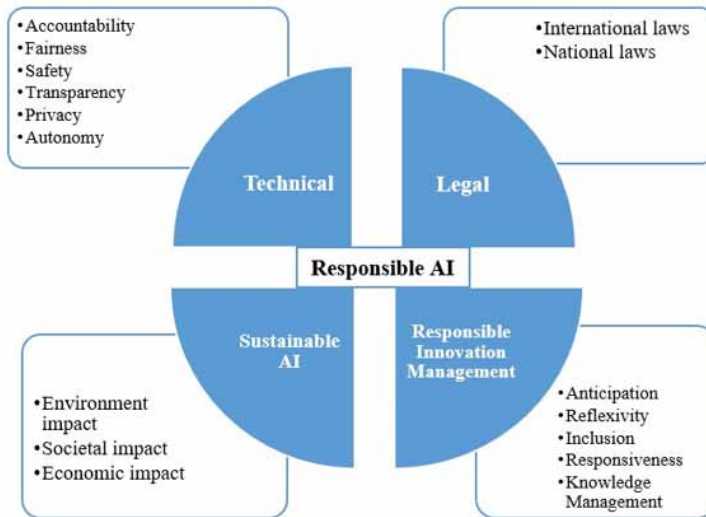 •Accountability
•Fairness
•Safety
•Transparency
•Privacy
•Autonomy
•International laws
•National laws
Technical
Legal
Responsible AI
Sustainable
AI
Responsible
Innovation
Management
•Environment
impact
•Societal impact
•Economic impact
•Anticipation
•Reflexivity
•Inclusion
•Responsiveness
•Knowledge
Management